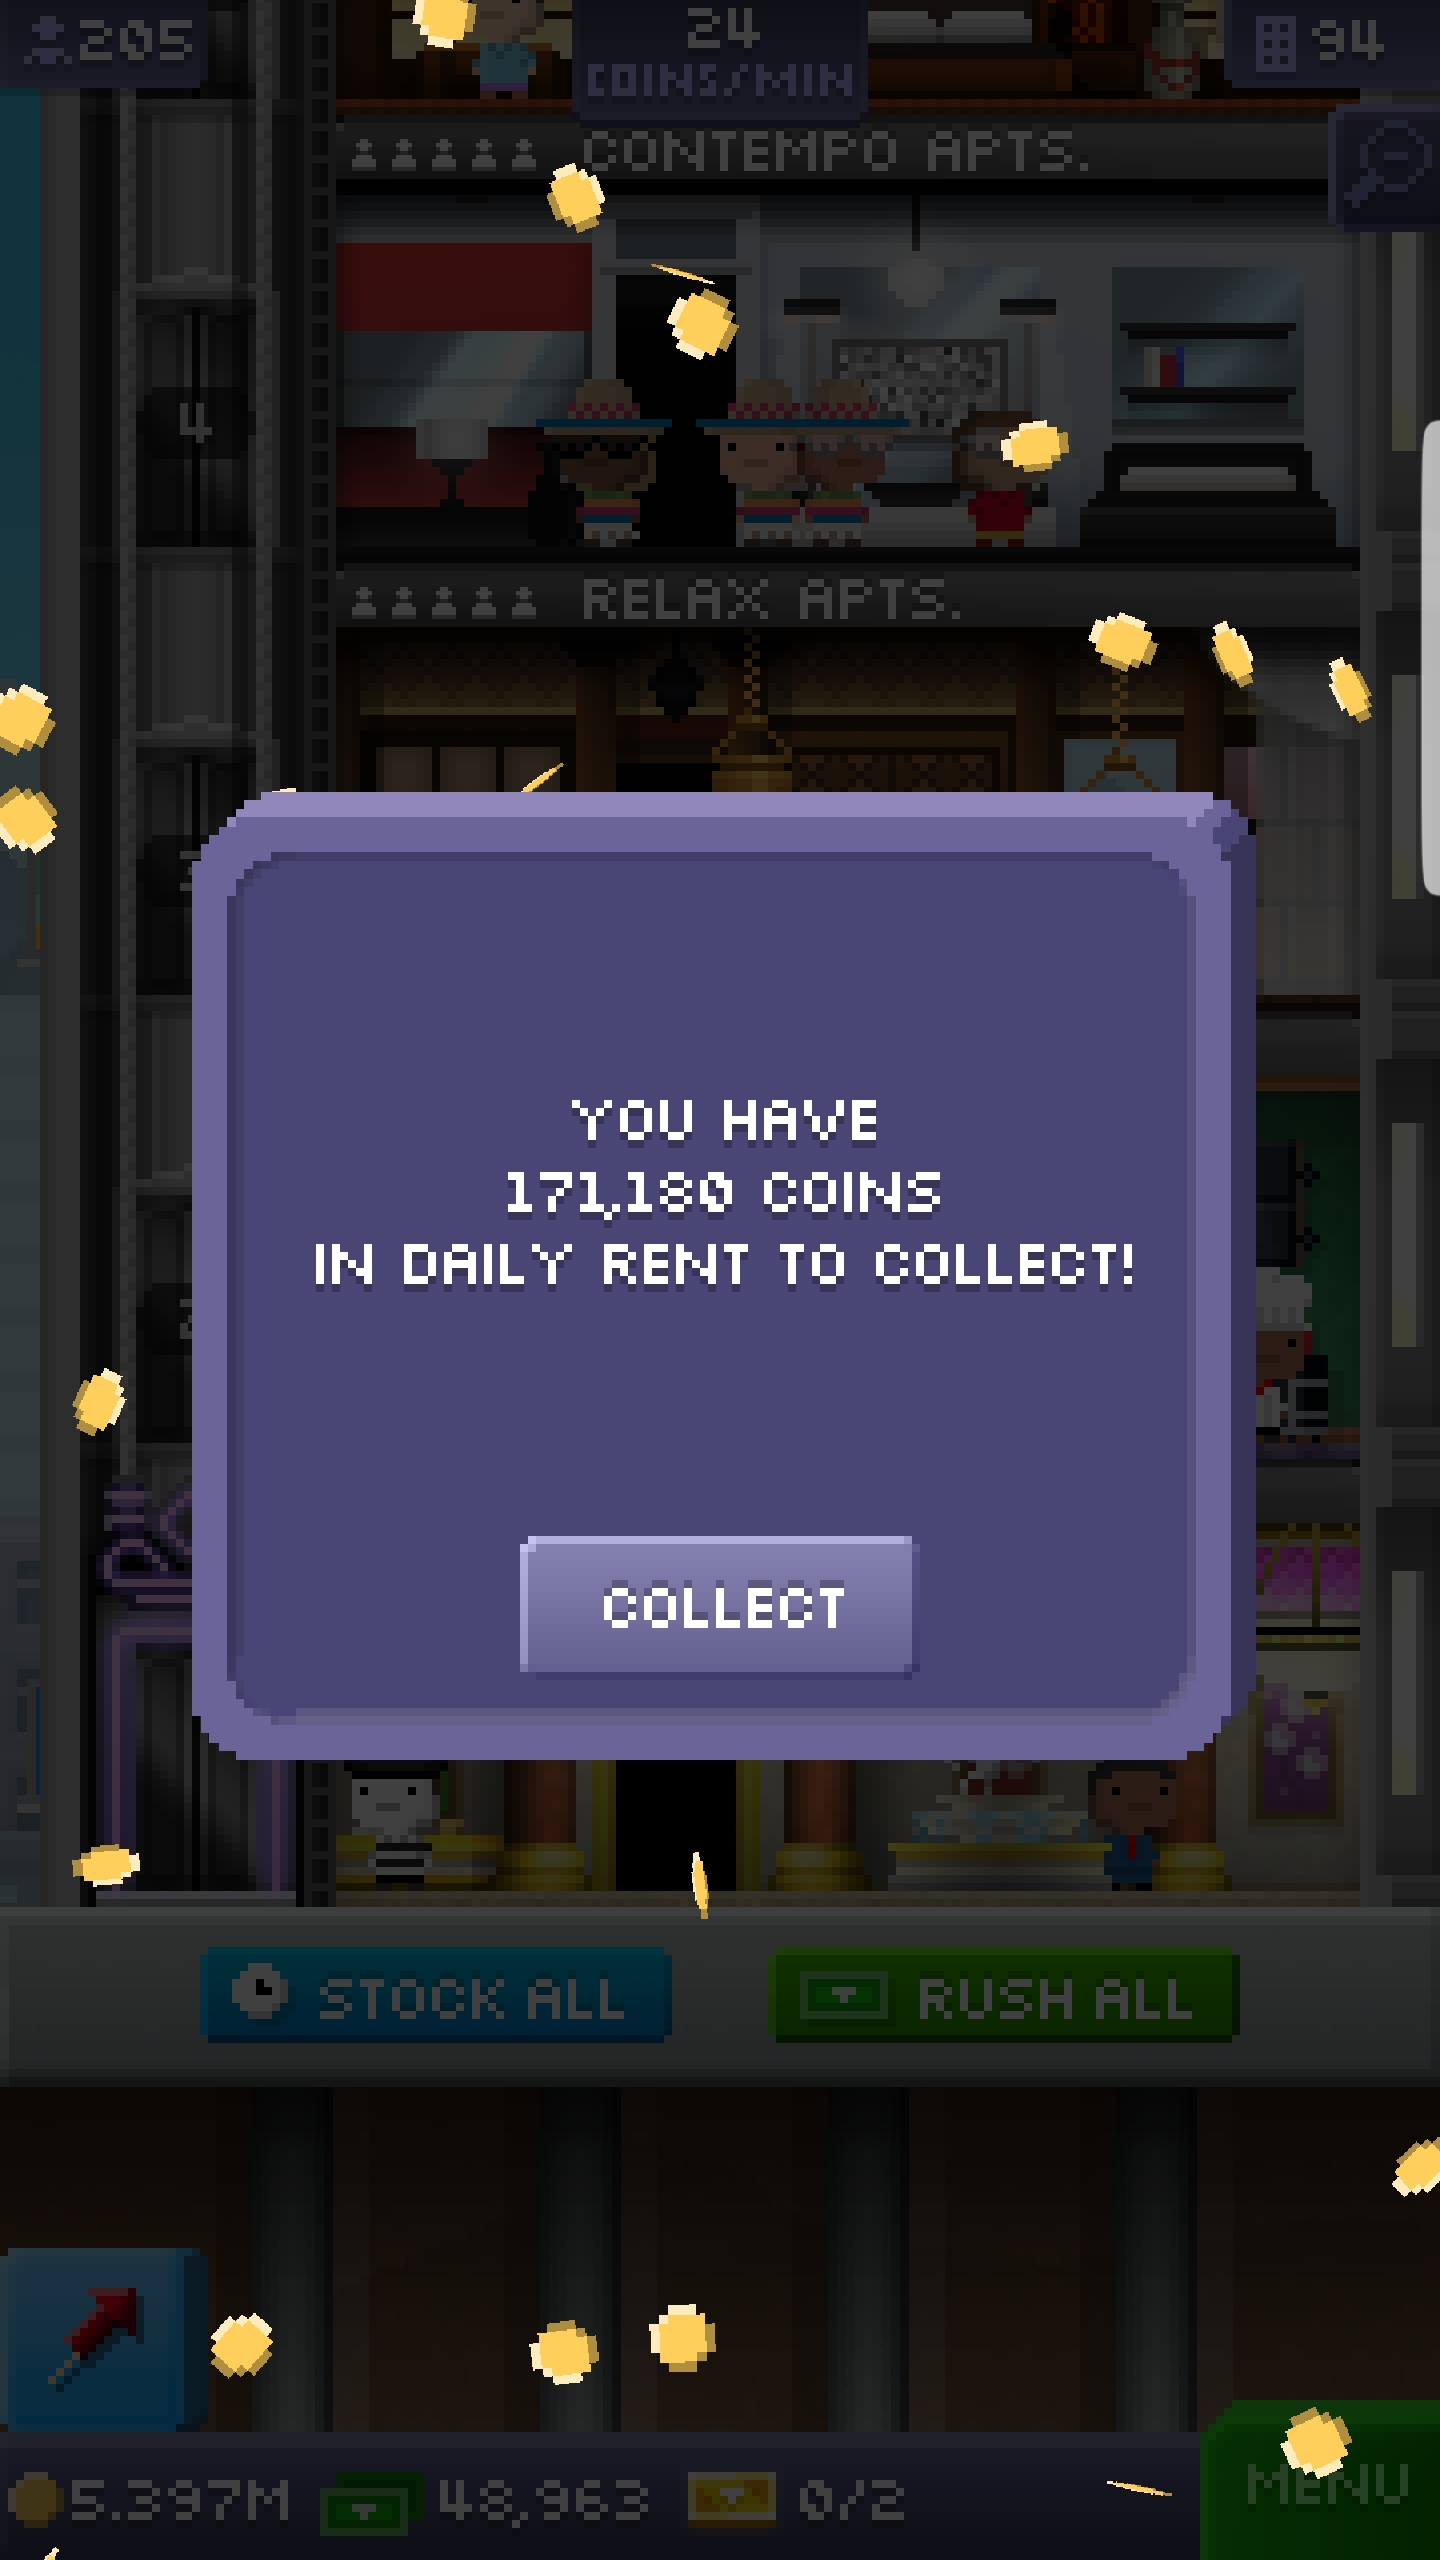 205
24
COINS/MIN
94
CONTEMPO APTS.
4
RELAX APTS.
YOU HAVE
171,180 COINS
IN DAILY RENT TO COLLECT!
COLLECT
STOCK ALL
RUSH ALL
5.397M
48,963
0/2
MENU